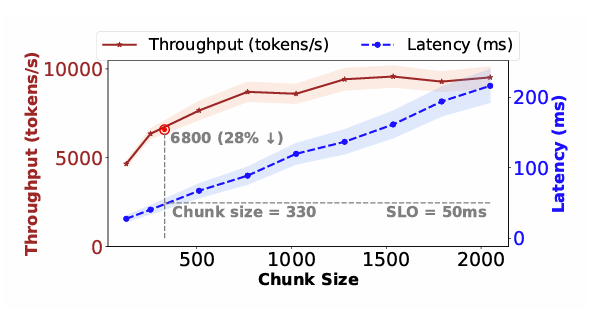 Throughput (tokens/s)
Latency (ms)
10000
5000
0
Throughput (tokens/s)
200
100
0
Latency (ms)
6800 (28% ↓)
Chunk size = 330
SLO = 50ms
500
1000
1500
2000
Chunk Size